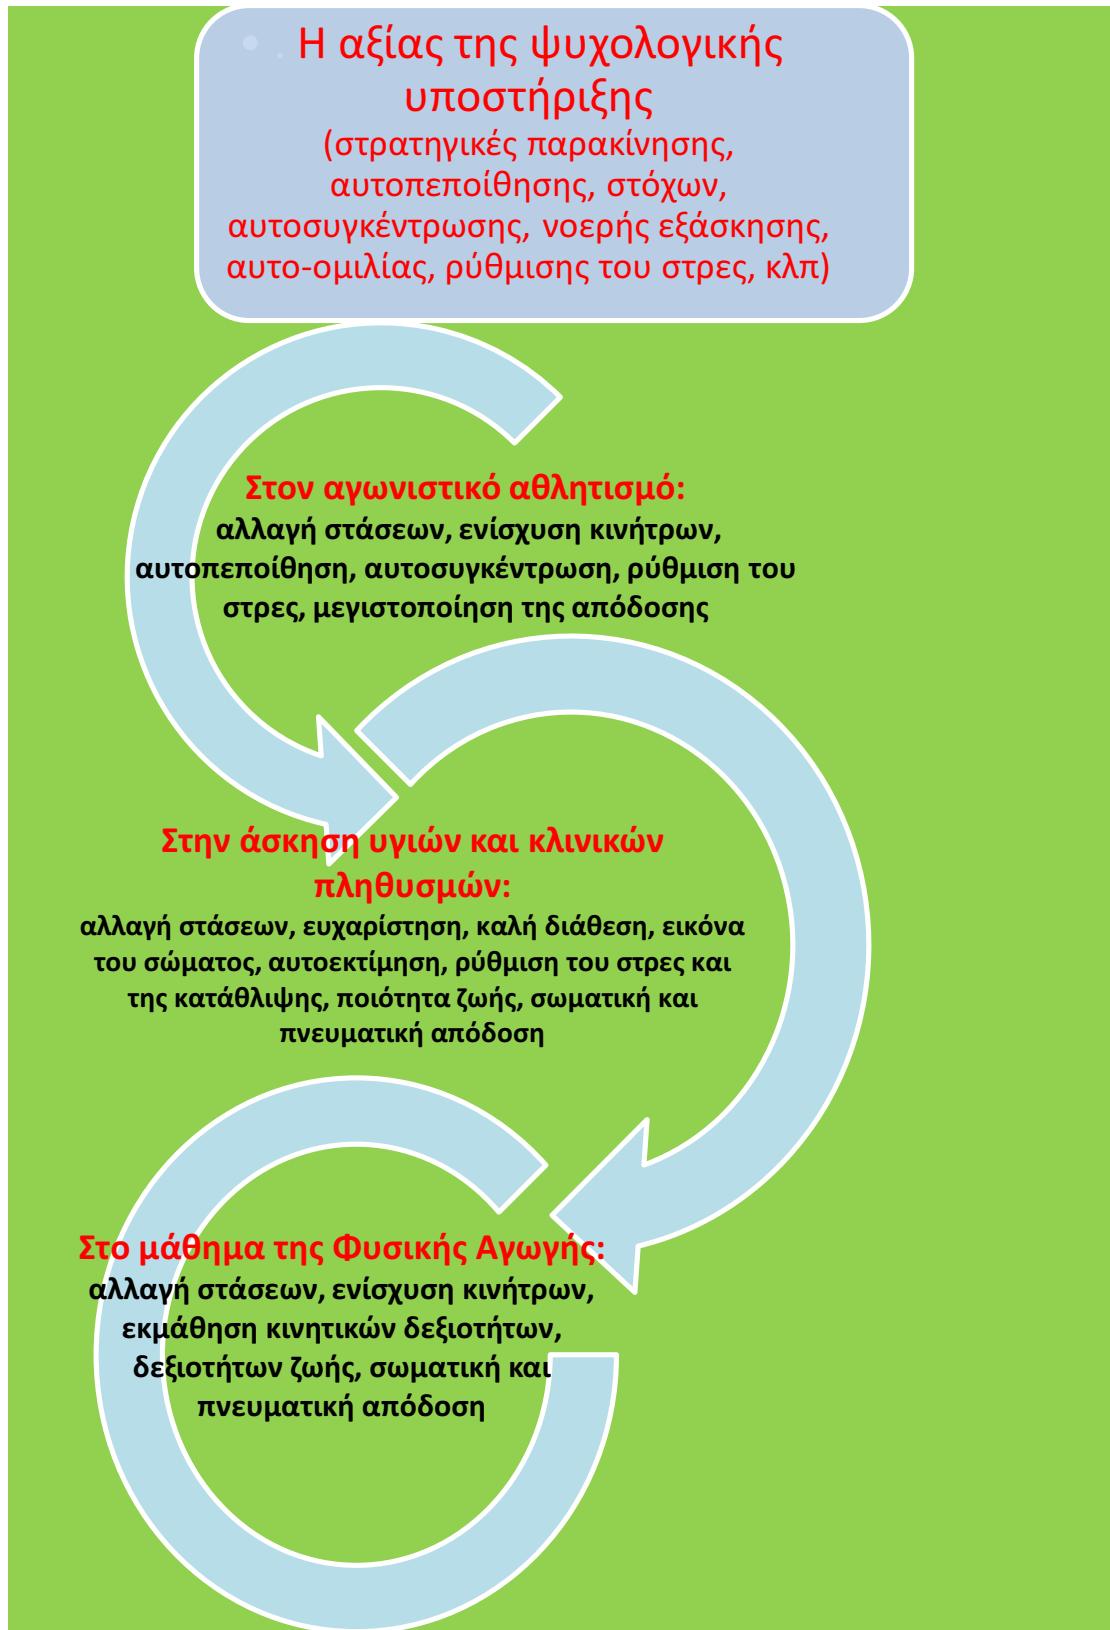 Η αξίας της ψυχολογικής
υποστήριξης
(στρατηγικές παρακίνησης,
αυτοπεποίθησης, στόχων,
αυτοσυγκέντρωσης, νοερής εξάσκησης,
αυτο-ομιλίας, ρύθμισης του στρες, κλπ)
Στον αγωνιστικό αθλητισμό:
αλλαγή στάσεων, ενίσχυση κινήτρων,
αυτοπεποίθηση, αυτοσυγκέντρωση, ρύθμιση του
στρες, μεγιστοποίηση της απόδοσης
Στην άσκηση υγιών και κλινικών
πληθυσμών:
αλλαγή στάσεων, ευχαρίστηση, καλή διάθεση, εικόνα
του σώματος, αυτοεκτίμηση, ρύθμιση του στρες και
της κατάθλιψης, ποιότητα ζωής, σωματική και
πνευματική απόδοση
Στο μάθημα της Φυσικής Αγωγής:
αλλαγή στάσεων, ενίσχυση κινήτρων,
εκμάθηση κινητικών δεξιοτήτων,
δεξιοτήτων ζωής, σωματική και
πνευματική απόδοση